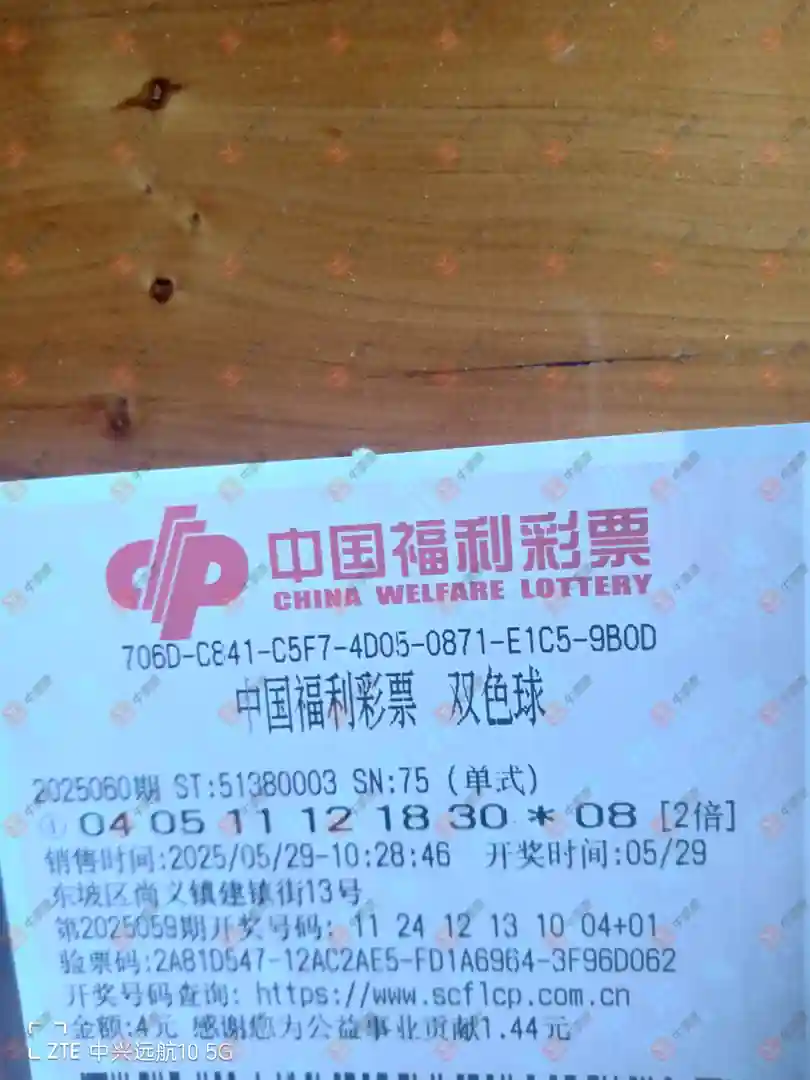 中国福利彩票
CHINA WELFARE LOTTERY
706D-C841-C5F7-4D05-0871-E1C5-9B0D
中国福利彩票 双色球
2025060期 ST:51380003 SN:75 (单式)
① 04 05 11 12 18 30 * 08 [2倍]
销售时间:2025/05/29-10:28:46 开奖时间:05/29
东坡区尚义镇建镇街13号
第2025059期开奖号码: 11 24 12 13 10 04+01
验票码:2A81D547-12AC2AE5-FD1A6964-3F96D062
开奖号码查询: https://www.scflcp.com.cn
金额:4元 感谢您为公益事业贡献1.44元
ZTE 中兴远航10 5G